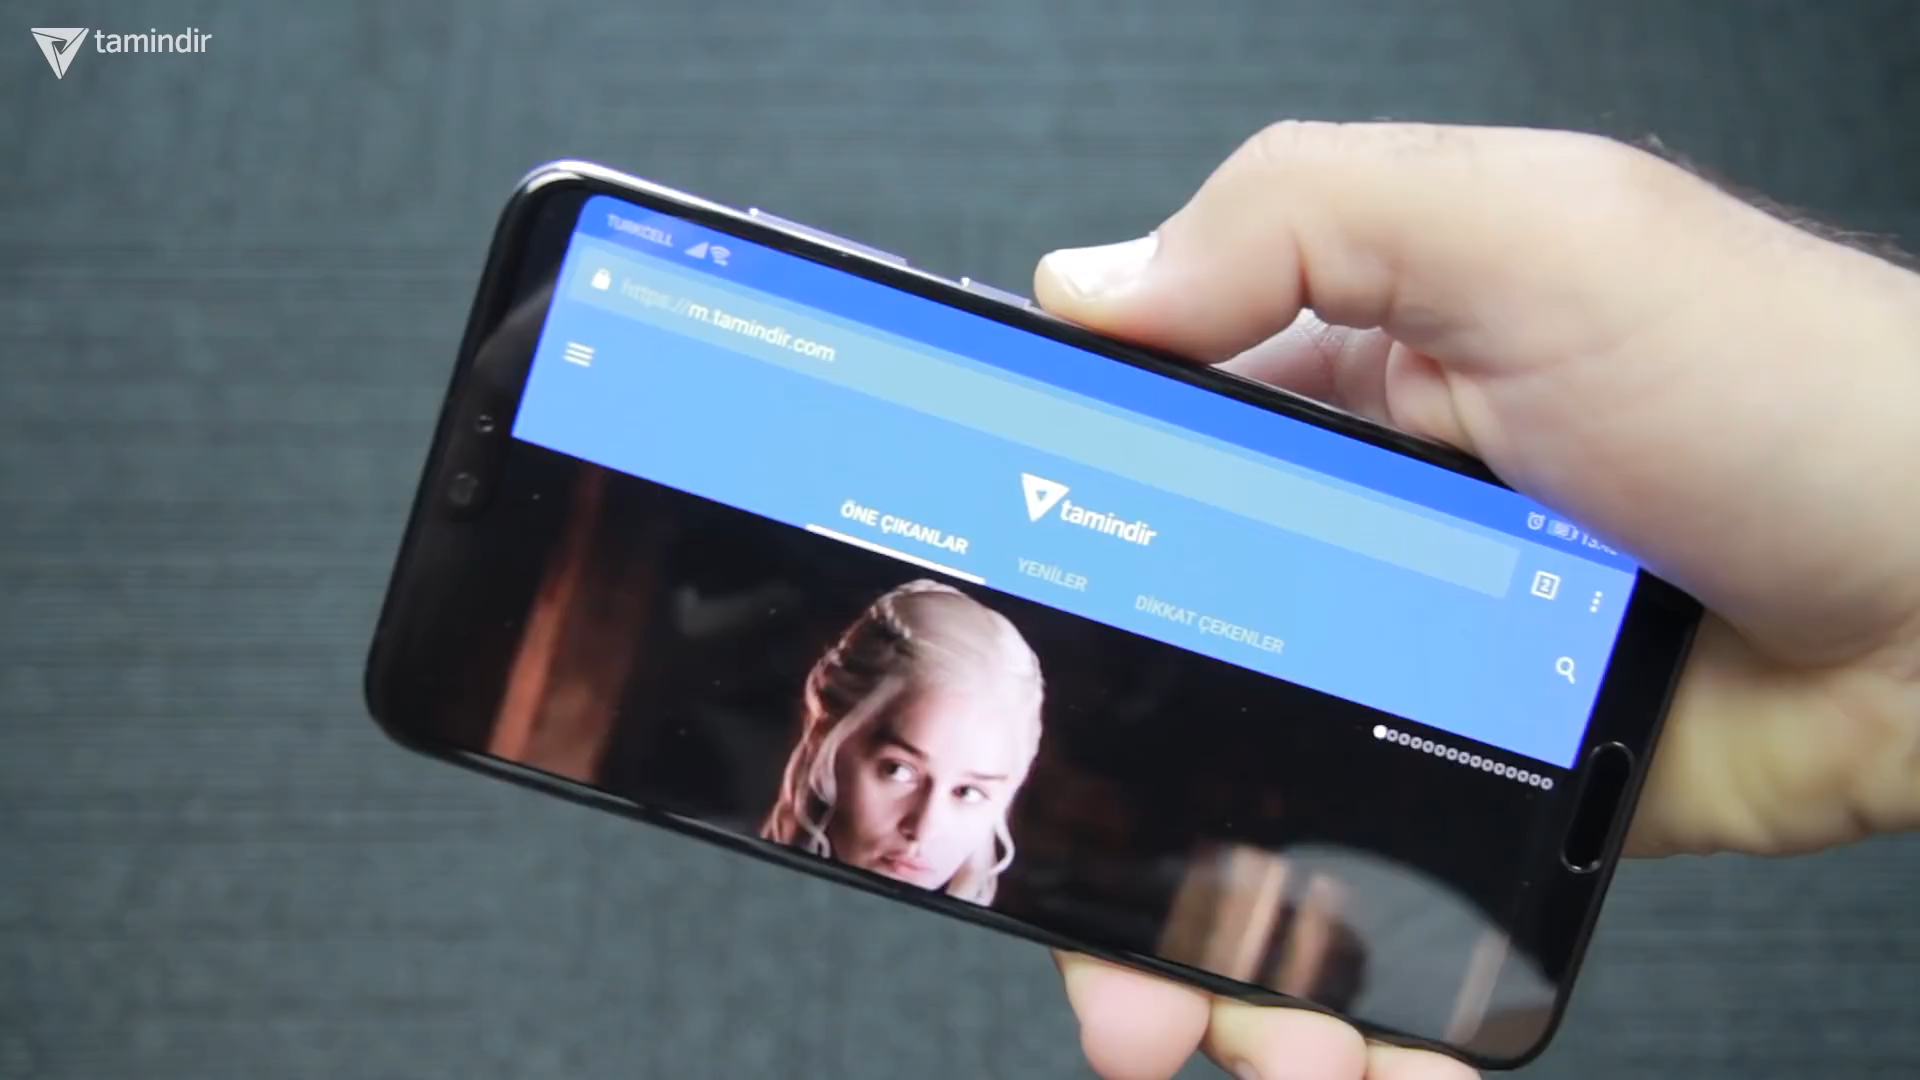 tamindir
TURKCELL
https://m.tamindir.com
2
tamindir
ÖNE ÇIKANLAR
YENİLER
DİKKAT ÇEKENLER